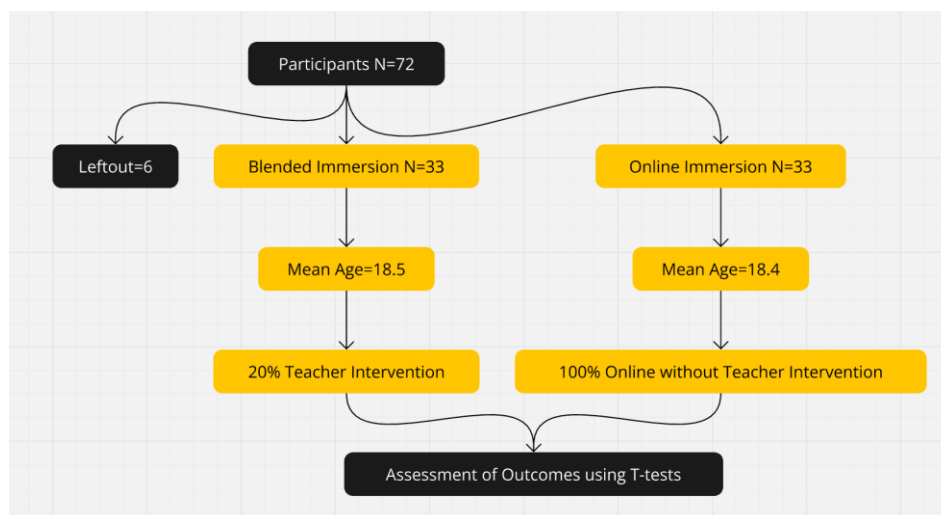 Participants N=72
Leftout=6
Blended Immersion N=33
Online Immersion N=33
Mean Age=18.5
Mean Age=18.4
20% Teacher Intervention
100% Online without Teacher Intervention
Assessment of Outcomes using T-tests